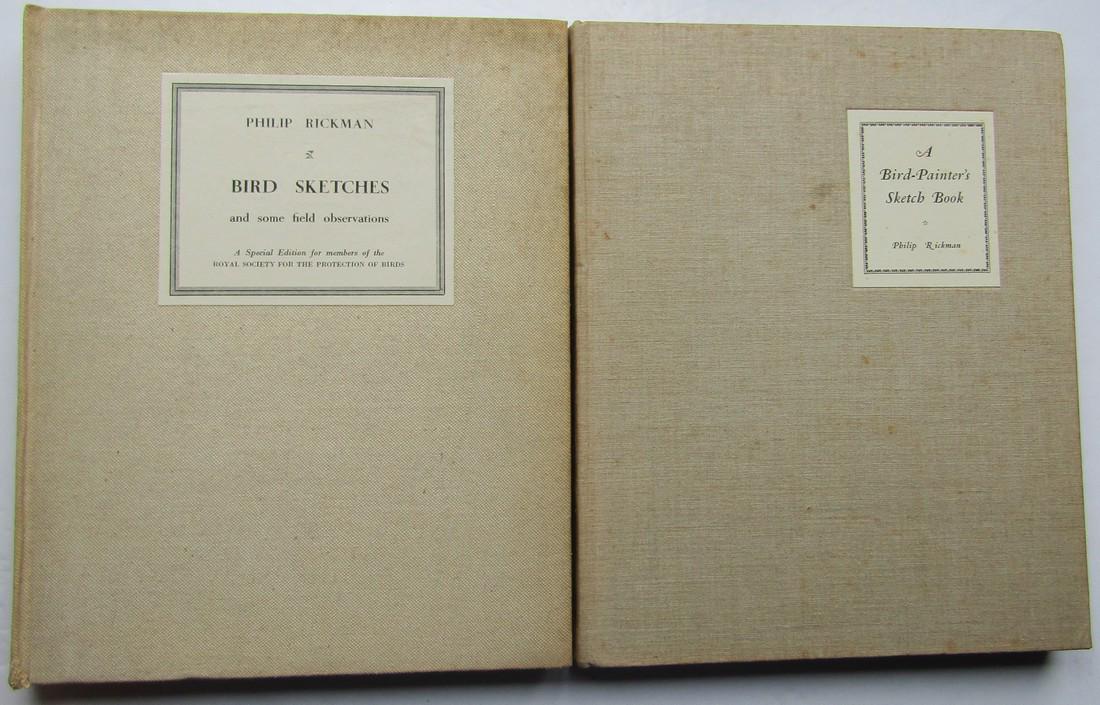 PHILIP RICKMAN
BIRD SKETCHES
and some field observations
A Special Edition for members of the
ROYAL SOCIETY FOR THE PROTECTION OF BIRDS
A
Bird-Painter's
Sketch Book
Philip Rickman